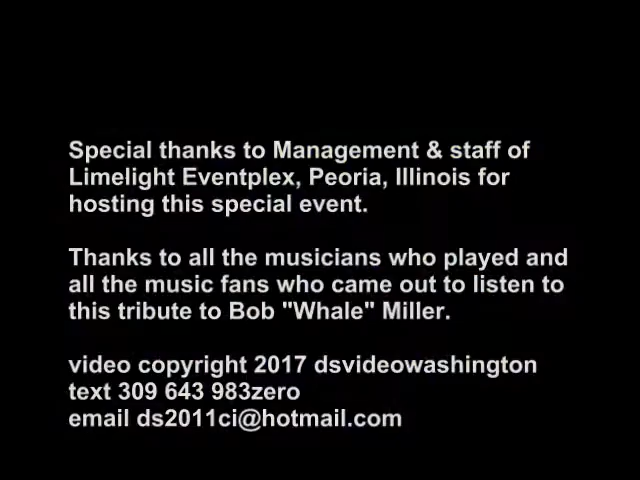 Special thanks to Management & staff of
Limelight Eventplex, Peoria, Illinois for
hosting this special event.
Thanks to all the musicians who played and
all the music fans who came out to listen to
this tribute to Bob "Whale" Miller.
video copyright 2017 dsvideowashington
text 309 643 983zero
email ds2011ci@hotmail.com